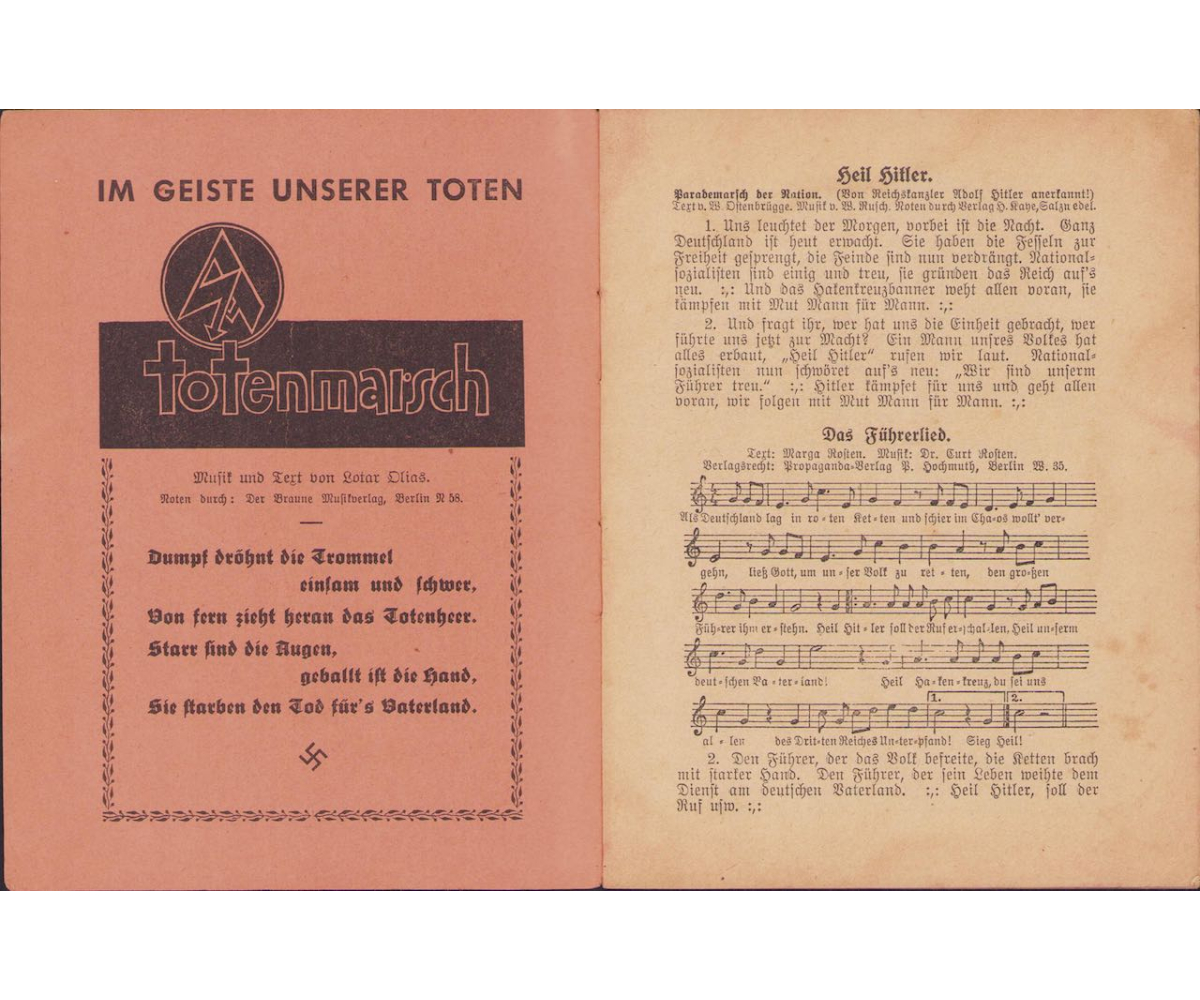 IM GEISTE UNSERER TOTEN
SA
totenmarsch
Musik und Text von Lotar Olias.
Noten durch: Der Braune Musikverlag, Berlin N 58.
Dumpf dröhnt die Trommel
einsam und schwer,
Von fern zieht heran das Totenheer.
Starr sind die Augen,
geballt ist die Hand,
Sie starben den Tod für's Vaterland.
Heil Hitler.
Parademarsch der Nation. (Von Reichskanzler Adolf Hitler anerkannt!)
Text v. W. Ostenbrügge. Musik v. W. Rusch. Noten durch Verlag H. Kaye, Salzw edel.
1. Uns leuchtet der Morgen, vorbei ist die Nacht. Ganz
Deutschland ist heut erwacht. Sie haben die Fesseln zur
Freiheit gesprengt, die Feinde sind nun verdrängt. National-
sozialisten sind einig und treu, sie gründen das Reich auf's
neu. :,: Und das Hakenkreuzbanner weht allen voran, sie
kämpfen mit Mut Mann für Mann. :,:
2. Und fragt ihr, wer hat uns die Einheit gebracht, wer
führte uns jetzt zur Macht? Ein Mann unsres Volkes hat
alles erbaut, „Heil Hitler" rufen wir laut. National-
sozialisten nun schwöret auf's neu: „Wir sind unserm
Führer treu." :,: Hitler kämpfet für uns und geht allen
voran, wir folgen mit Mut Mann für Mann. :,:
Das Führerlied.
Text: Marga Rosten. Musik: Dr. Curt Rosten.
Verlagsrecht: Propaganda-Verlag P. Hochmuth, Berlin W. 35.
Als Deutschland lag in ro-ten Ket-ten und schier im Cha-os wollt' ver-
gehn, ließ Gott, um un-ser Volk zu ret-ten, den großen
Füh-rer ihm er-stehn. Heil Hit-ler soll der Ruf er-schal-len, Heil un-serm
deut-schen Va-ter-land! Heil Ha-ken-kreuz, du sei uns
1. 2.
al-len des Drit-ten Reiches Un-ter-pfand! Sieg Heil!
2. Den Führer, der das Volk befreite, die Ketten brach
mit starker Hand. Den Führer, der sein Leben weihte dem
Dienst am deutschen Vaterland. :,: Heil Hitler, soll der
Ruf usw. :,: